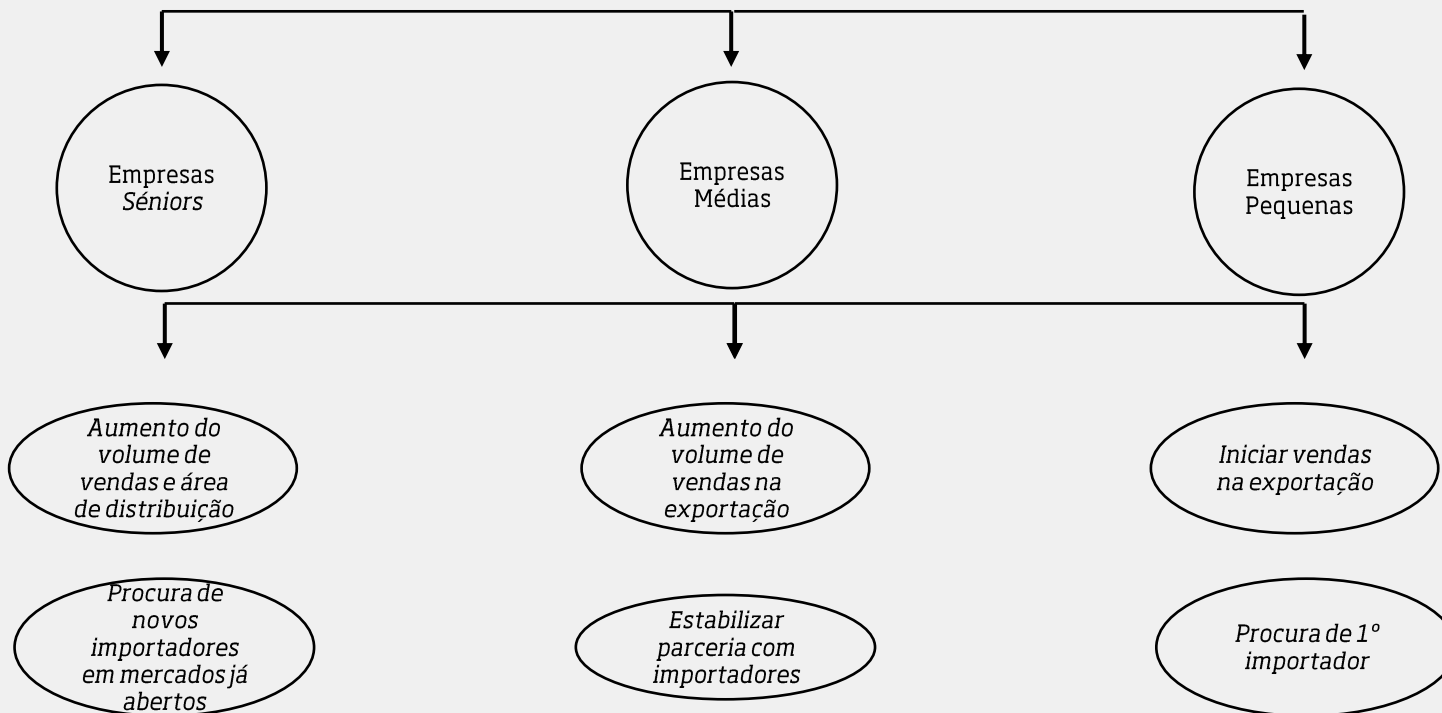 Empresas
Séniors
Empresas
Médias
Empresas
Pequenas
Aumento do
volume de
vendas e área
de distribuição
Aumento do
volume de
vendas na
exportação
Iniciar vendas
na exportação
Procura de
novos
importadores
em mercados já
abertos
Estabilizar
parceria com
importadores
Procura de 1º
importador